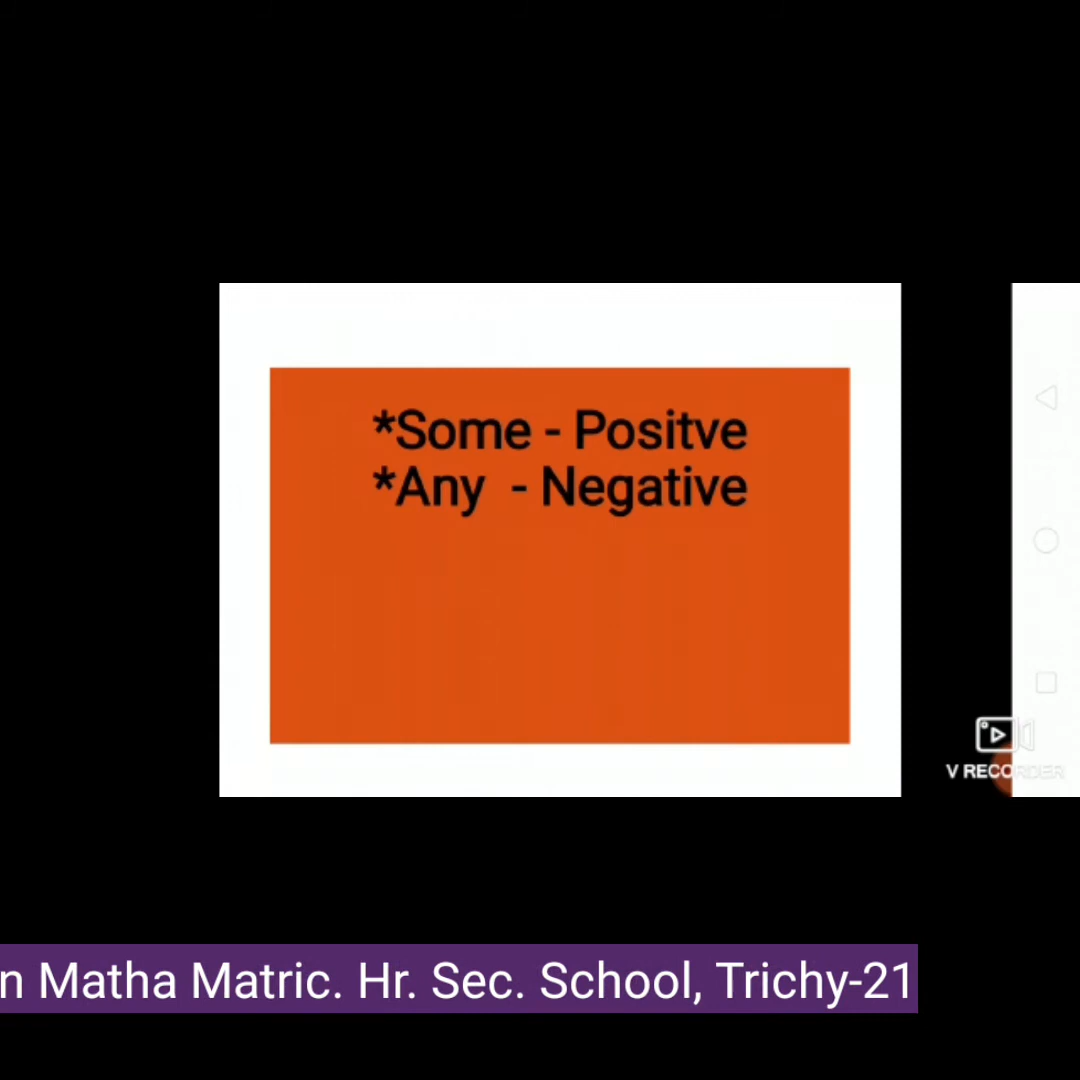 *Some - Positve
*Any - Negative
V RECORDER
n Matha Matric. Hr. Sec. School, Trichy-21